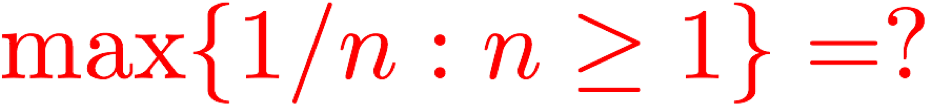 max{1/n : n ≥ 1} =?